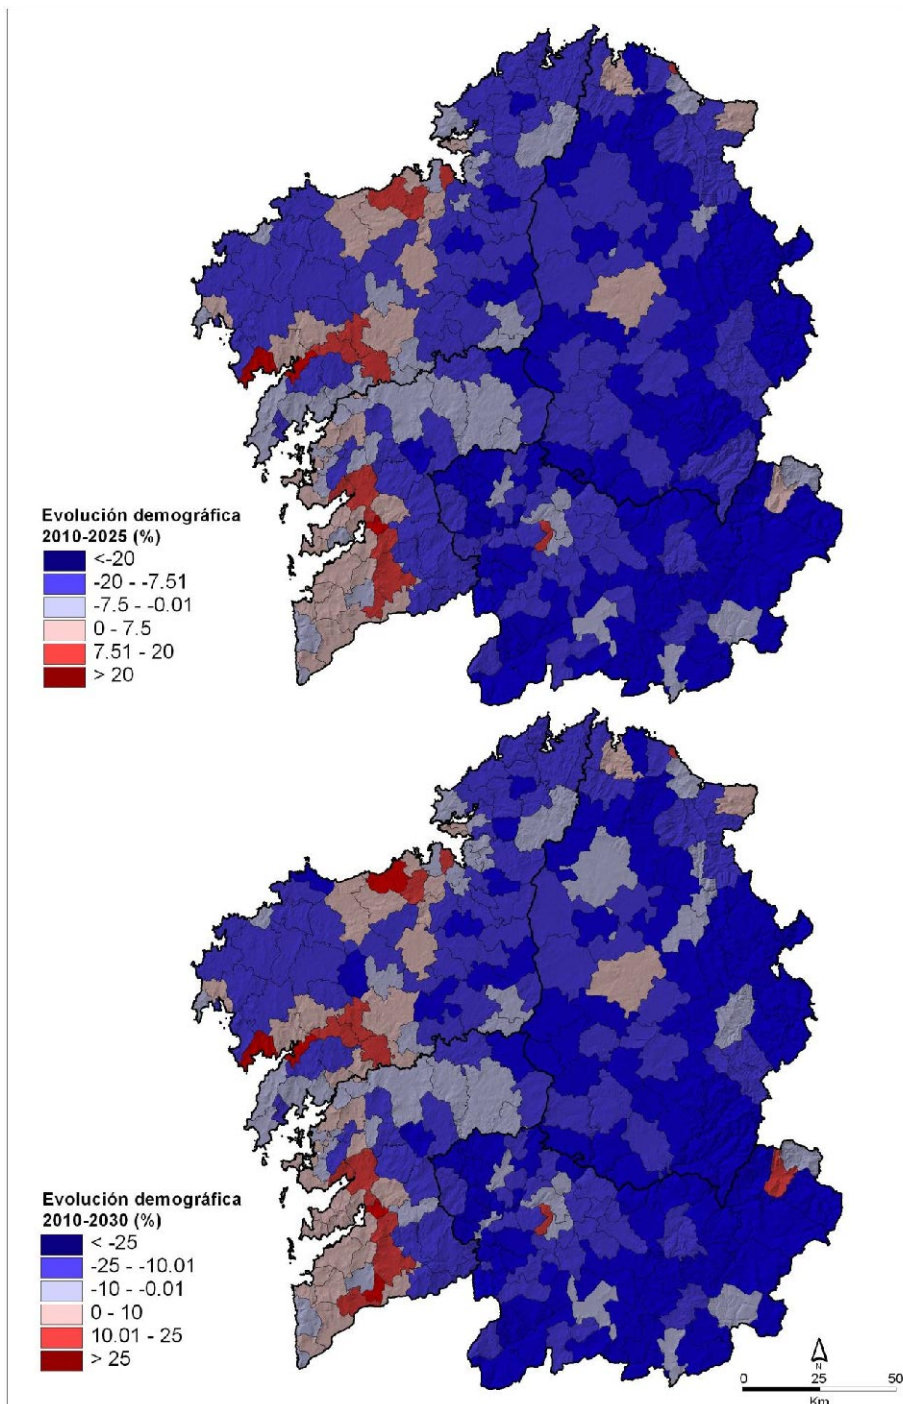 Evolución demográfica
2010-2025 (%)
<-20
-20 - -7.51
-7.5 - -0.01
0 - 7.5
7.51 - 20
> 20
Evolución demográfica
2010-2030 (%)
< -25
-25 - -10.01
-10 - -0.01
0 - 10
10.01 - 25
> 25
N
0 25 50
Km